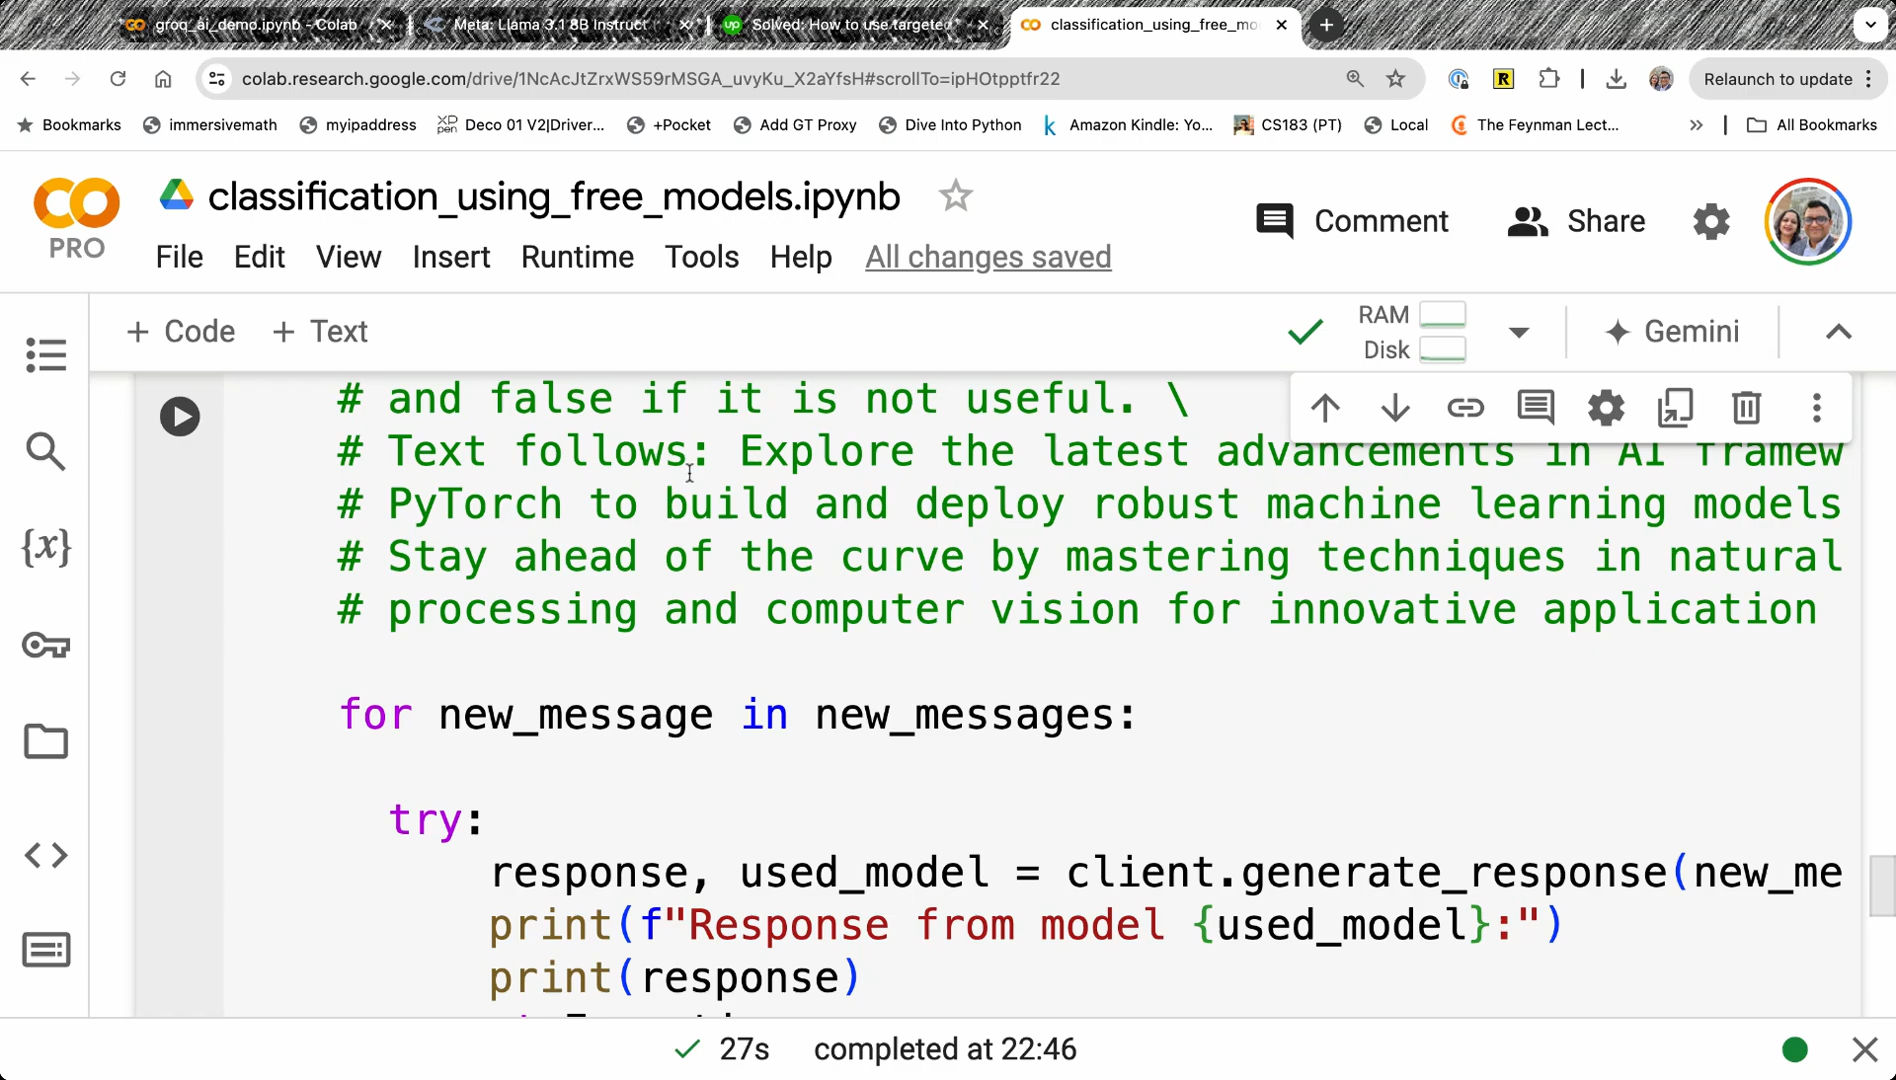 groq_ai_demo.ipynb - Colab
Meta: Llama 3.1 8B Instruct
Solved: How to use targeted
classification_using_free_mo
colab.research.google.com/drive/1NcAcJtZrxWS59rMSGA_uvyKu_X2aYfsH#scrollTo=ipHOtpptfr22
Relaunch to update
Bookmarks
immersivemath
myipaddress
XP PEN
Deco 01 V2|Driver...
+Pocket
Add GT Proxy
Dive Into Python
Amazon Kindle: Yo...
CS183 (PT)
Local
The Feynman Lect...
All Bookmarks
PRO
classification_using_free_models.ipynb
File Edit View Insert Runtime Tools Help All changes saved
Comment
Share
+ Code + Text
RAM
Disk
Gemini
# and false if it is not useful. \
# Text follows: Explore the latest advancements in AI framew
# PyTorch to build and deploy robust machine learning models
# Stay ahead of the curve by mastering techniques in natural
# processing and computer vision for innovative application
for new_message in new_messages:
try:
response, used_model = client.generate_response(new_me
print(f"Response from model {used_model}:")
print(response)
27s completed at 22:46